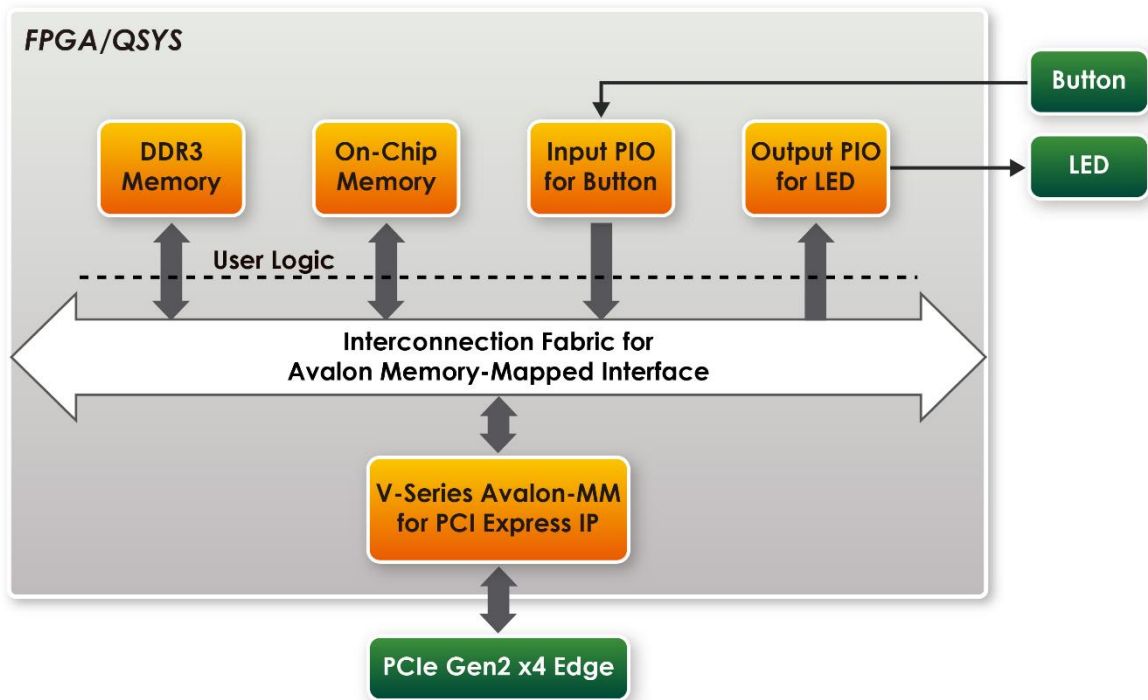 FPGA/QSYS
Button
DDR3
Memory
On-Chip
Memory
Input PIO
for Button
Output PIO
for LED
LED
User Logic
Interconnection Fabric for
Avalon Memory-Mapped Interface
V-Series Avalon-MM
for PCI Express IP
PCIe Gen2 x4 Edge